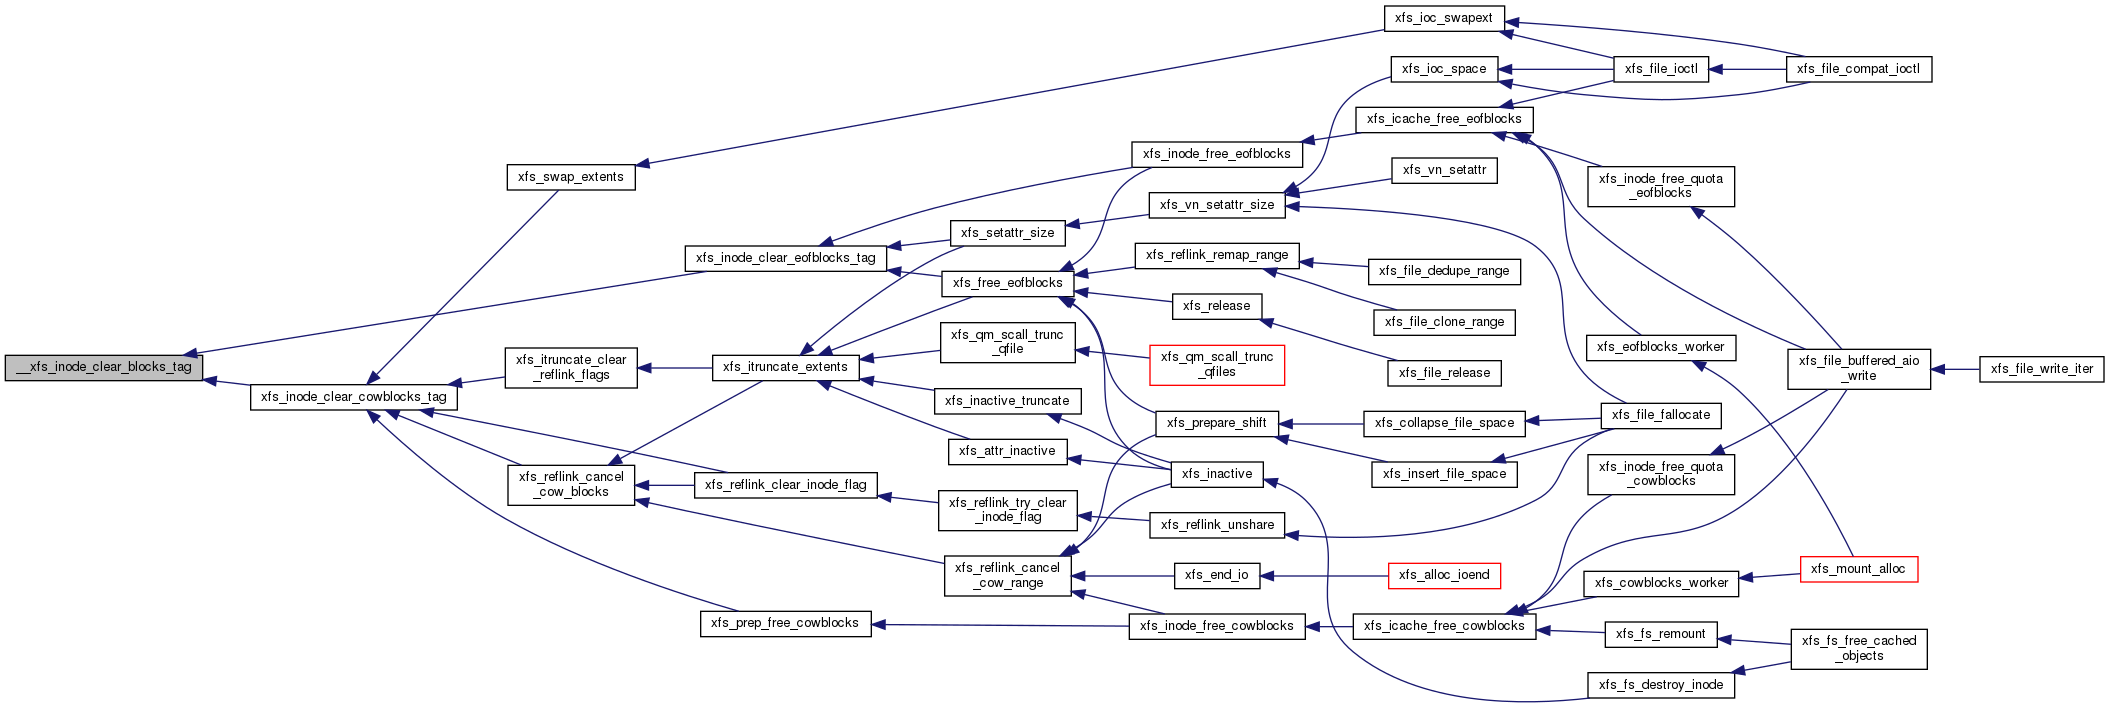 __xfs_inode_clear_blocks_tag
xfs_inode_clear_cowblocks_tag
xfs_swap_extents
xfs_itruncate_clear
_reflink_flags
xfs_reflink_cancel
_cow_blocks
xfs_inode_clear_eofblocks_tag
xfs_itruncate_extents
xfs_reflink_clear_inode_flag
xfs_prep_free_cowblocks
xfs_setattr_size
xfs_free_eofblocks
xfs_qm_scall_trunc
_qfile
xfs_inactive_truncate
xfs_attr_inactive
xfs_reflink_try_clear
_inode_flag
xfs_reflink_cancel
_cow_range
xfs_inode_free_eofblocks
xfs_vn_setattr_size
xfs_reflink_remap_range
xfs_release
xfs_qm_scall_trunc
_qfiles
xfs_prepare_shift
xfs_inactive
xfs_reflink_unshare
xfs_end_io
xfs_inode_free_cowblocks
xfs_ioc_swapext
xfs_ioc_space
xfs_icache_free_eofblocks
xfs_vn_setattr
xfs_file_dedupe_range
xfs_file_clone_range
xfs_file_release
xfs_collapse_file_space
xfs_insert_file_space
xfs_alloc_ioend
xfs_icache_free_cowblocks
xfs_file_ioctl
xfs_inode_free_quota
_eofblocks
xfs_eofblocks_worker
xfs_file_fallocate
xfs_inode_free_quota
_cowblocks
xfs_cowblocks_worker
xfs_fs_remount
xfs_fs_destroy_inode
xfs_file_compat_ioctl
xfs_file_buffered_aio
_write
xfs_mount_alloc
xfs_fs_free_cached
_objects
xfs_file_write_iter